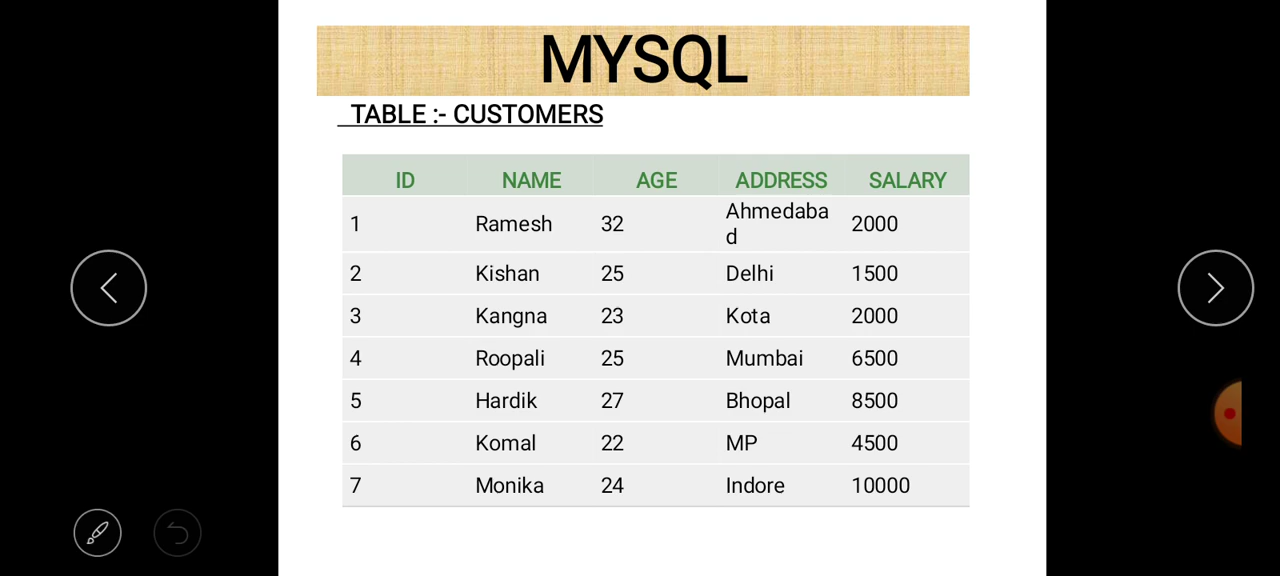 MYSQL
TABLE :- CUSTOMERS
ID NAME AGE ADDRESS SALARY
1 Ramesh 32 Ahmedaba
d 2000
2 Kishan 25 Delhi 1500
3 Kangna 23 Kota 2000
4 Roopali 25 Mumbai 6500
5 Hardik 27 Bhopal 8500
6 Komal 22 MP 4500
7 Monika 24 Indore 10000